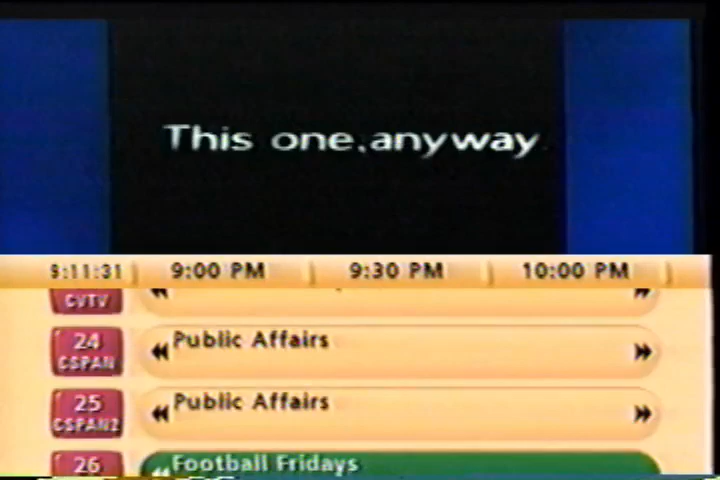 This one,anyway
9:11:31 9:00 PM 9:30 PM 10:00 PM
CVTV
24 Public Affairs
CSPAN
25 Public Affairs
CSPAN2
26 Football Fridays